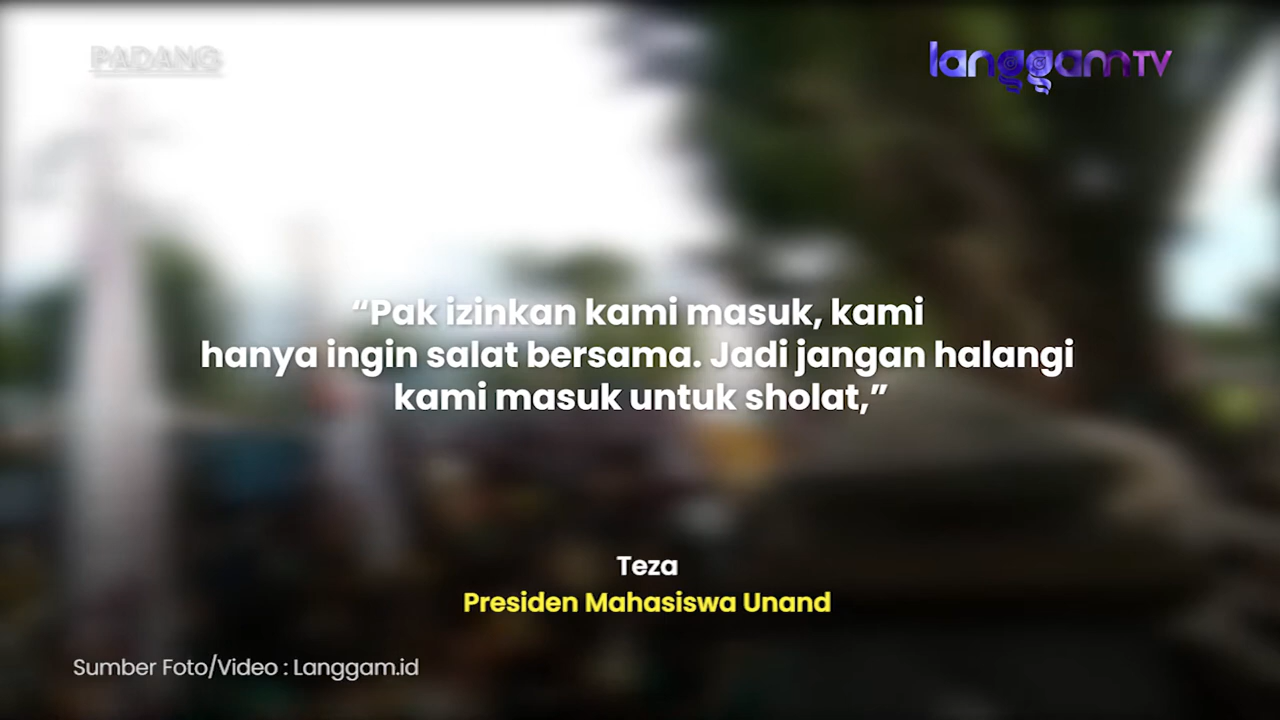 PADANG
langgamTV
“Pak izinkan kami masuk, kami
hanya ingin salat bersama. Jadi jangan halangi
kami masuk untuk sholat,”
Teza
Presiden Mahasiswa Unand
Sumber Foto/Video : Langgam.id